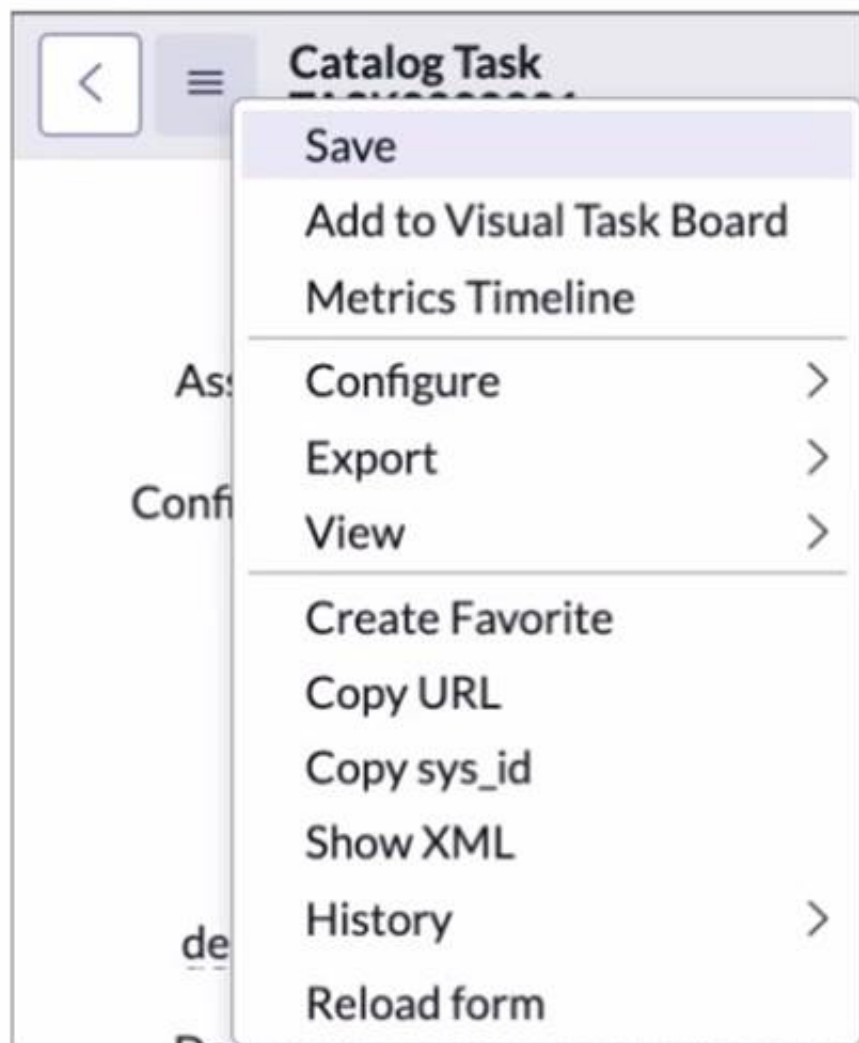 Catalog Task
Save
Add to Visual Task Board
Metrics Timeline
Configure
Export
View
Create Favorite
Copy URL
Copy sys_id
Show XML
History
Reload form